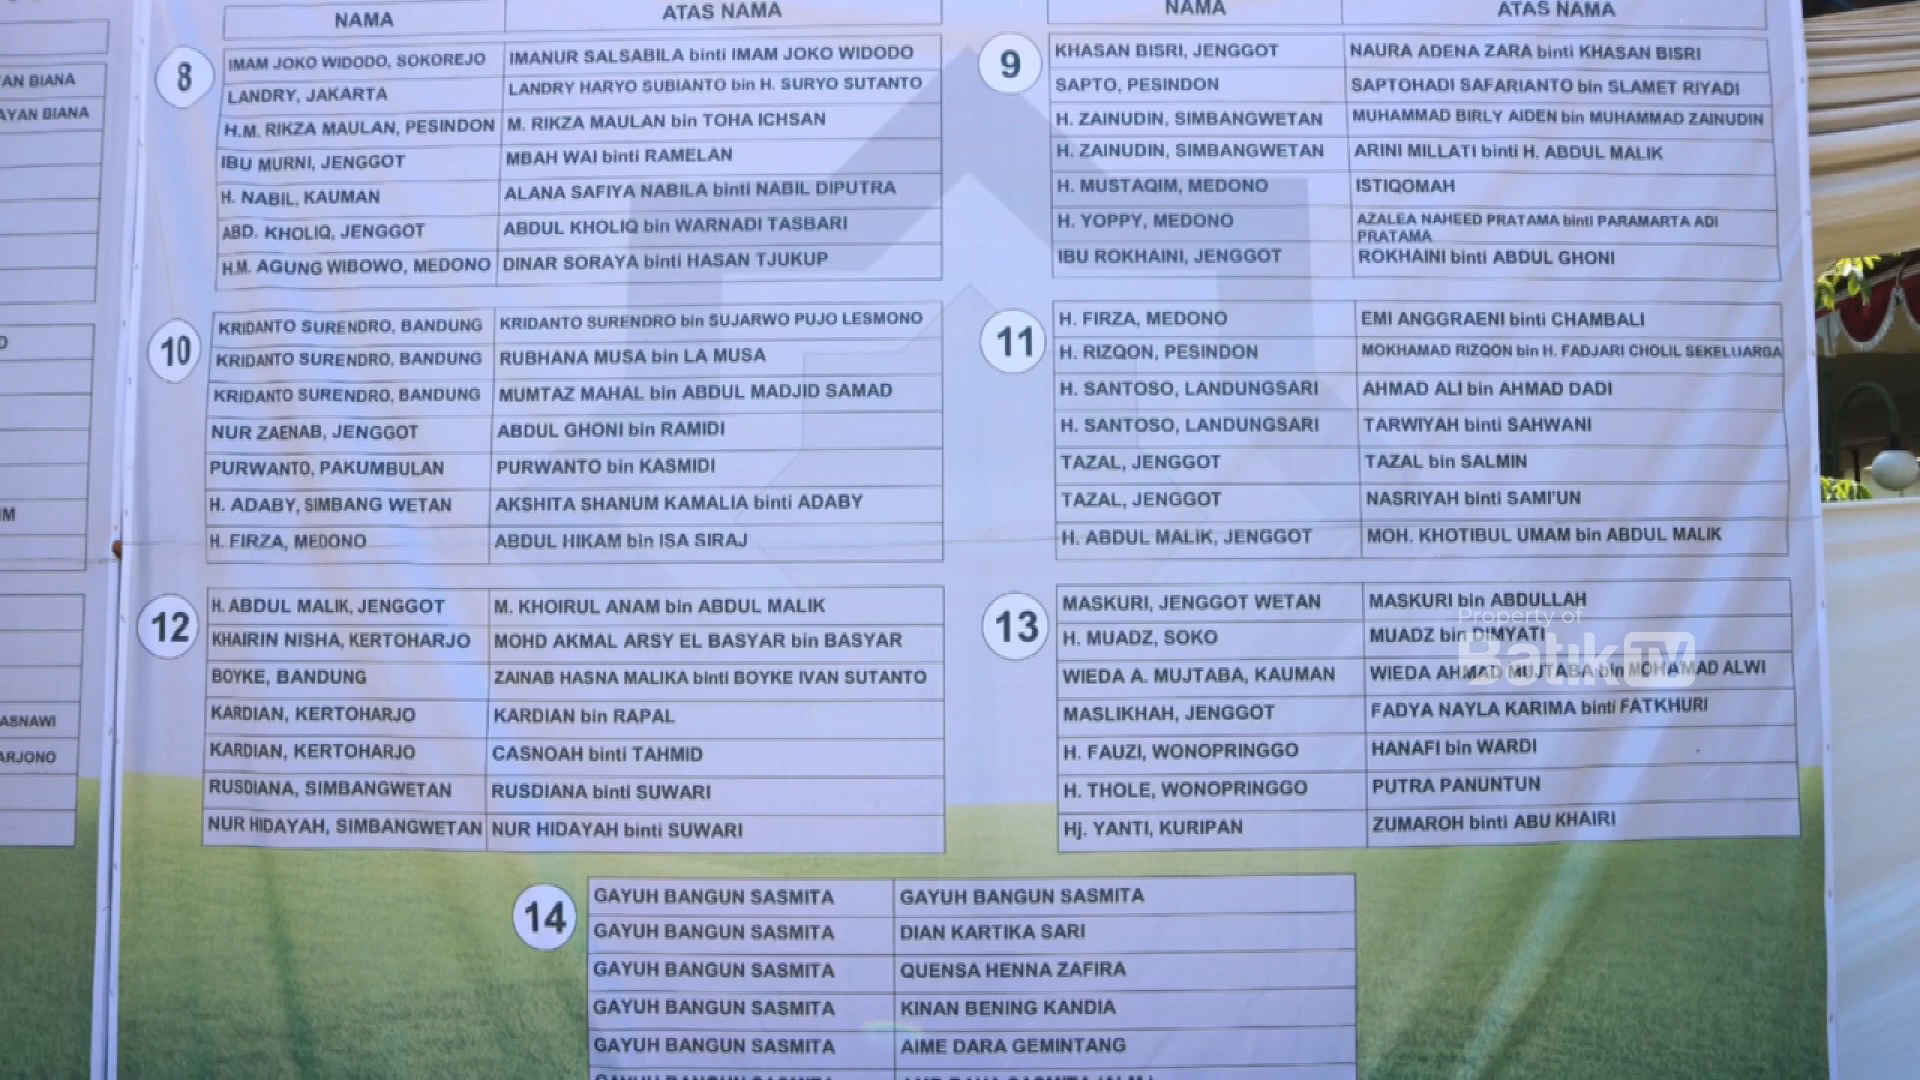 NAMA ATAS NAMA
8
IMAM JOKO WIDODO, SOKOREJO IMANUR SALSABILA binti IMAM JOKO WIDODO
LANDRY, JAKARTA LANDRY HARYO SUBIANTO bin H. SURYO SUTANTO
H.M. RIKZA MAULAN, PESINDON M. RIKZA MAULAN bin TOHA ICHSAN
IBU MURNI, JENGGOT MBAH WAI binti RAMELAN
H. NABIL, KAUMAN ALANA SAFIYA NABILA binti NABIL DIPUTRA
ABD. KHOLIQ, JENGGOT ABDUL KHOLIQ bin WARNADI TASBARI
H.M. AGUNG WIBOWO, MEDONO DINAR SORAYA binti HASAN TJUKUP
NAMA ATAS NAMA
9
KHASAN BISRI, JENGGOT NAURA ADENA ZARA binti KHASAN BISRI
SAPTO, PESINDON SAPTOHADI SAFARIANTO bin SLAMET RIYADI
H. ZAINUDIN, SIMBANGWETAN MUHAMMAD BIRLY AIDEN bin MUHAMMAD ZAINUDIN
H. ZAINUDIN, SIMBANGWETAN ARINI MILLATI binti H. ABDUL MALIK
H. MUSTAQIM, MEDONO ISTIQOMAH
H. YOPPY, MEDONO AZALEA NAHEED PRATAMA binti PARAMARTA ADI
PRATAMA
IBU ROKHAINI, JENGGOT ROKHAINI binti ABDUL GHONI
10
KRIDANTO SURENDRO, BANDUNG KRIDANTO SURENDRO bin SUJARWO PUJO LESMONO
KRIDANTO SURENDRO, BANDUNG RUBHANA MUSA bin LA MUSA
KRIDANTO SURENDRO, BANDUNG MUMTAZ MAHAL bin ABDUL MADJID SAMAD
NUR ZAENAB, JENGGOT ABDUL GHONI bin RAMIDI
PURWANTO, PAKUMBULAN PURWANTO bin KASMIDI
H. ADABY, SIMBANG WETAN AKSHITA SHANUM KAMALIA binti ADABY
H. FIRZA, MEDONO ABDUL HIKAM bin ISA SIRAJ
11
H. FIRZA, MEDONO EMI ANGGRAENI binti CHAMBALI
H. RIZQON, PESINDON MOKHAMAD RIZQON bin H. FADJARI CHOLIL SEKELUARGA
H. SANTOSO, LANDUNGSARI AHMAD ALI bin AHMAD DADI
H. SANTOSO, LANDUNGSARI TARWIYAH binti SAHWANI
TAZAL, JENGGOT TAZAL bin SALMIN
TAZAL, JENGGOT NASRIYAH binti SAMI'UN
H. ABDUL MALIK, JENGGOT MOH. KHOTIBUL UMAM bin ABDUL MALIK
12
H. ABDUL MALIK, JENGGOT M. KHOIRUL ANAM bin ABDUL MALIK
KHAIRIN NISHA, KERTOHARJO MOHD AKMAL ARSY EL BASYAR bin BASYAR
BOYKE, BANDUNG ZAINAB HASNA MALIKA binti BOYKE IVAN SUTANTO
KARDIAN, KERTOHARJO KARDIAN bin RAPAL
KARDIAN, KERTOHARJO CASNOAH binti TAHMID
RUSDIANA, SIMBANGWETAN RUSDIANA binti SUWARI
NUR HIDAYAH, SIMBANGWETAN NUR HIDAYAH binti SUWARI
13
MASKURI, JENGGOT WETAN MASKURI bin ABDULLAH
H. MUADZ, SOKO MUADZ bin DIMYATI
WIEDA A. MUJTABA, KAUMAN WIEDA AHMAD MUJTABA bin MOHAMAD ALWI
MASLIKHAH, JENGGOT FADYA NAYLA KARIMA binti FATKHURI
H. FAUZI, WONOPRINGGO HANAFI bin WARDI
H. THOLE, WONOPRINGGO PUTRA PANUNTUN
Hj. YANTI, KURIPAN ZUMAROH binti ABU KHAIRI
Property of
Batik TV
14
GAYUH BANGUN SASMITA GAYUH BANGUN SASMITA
GAYUH BANGUN SASMITA DIAN KARTIKA SARI
GAYUH BANGUN SASMITA QUENSA HENNA ZAFIRA
GAYUH BANGUN SASMITA KINAN BENING KANDIA
GAYUH BANGUN SASMITA AIME DARA GEMINTANG
BIANA
AYAN BIANA
ASNAWI
ARJONO